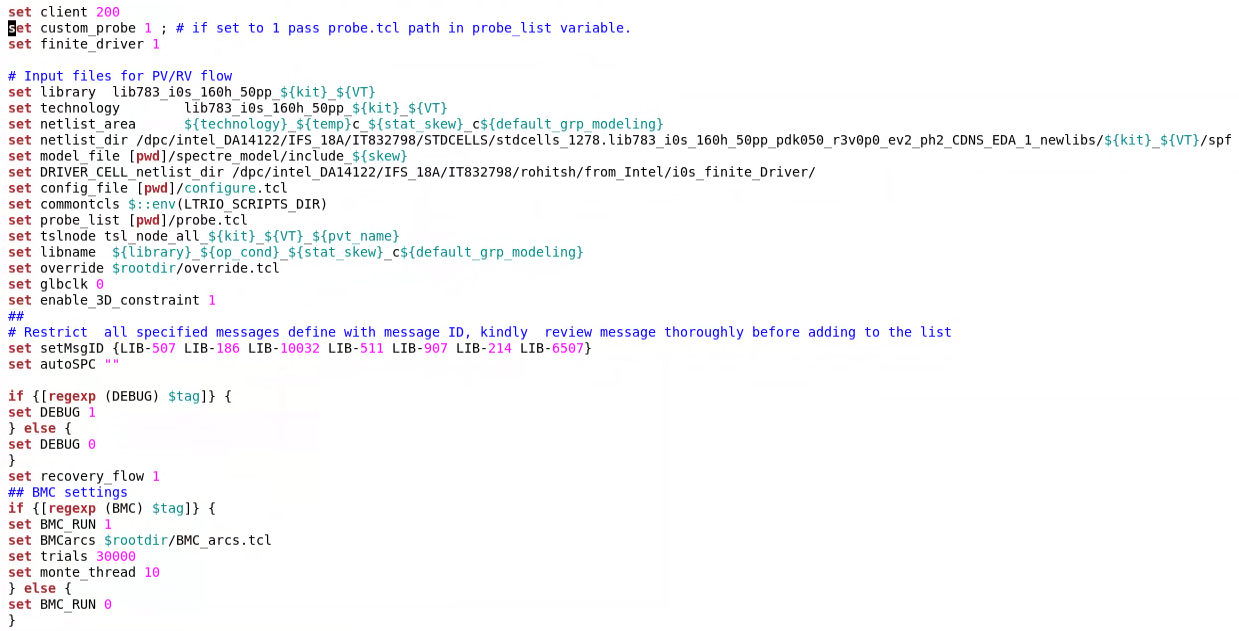 set client 200
set custom_probe 1 ; # if set to 1 pass probe.tcl path in probe_list variable.
set finite_driver 1
# Input files for PV/RV flow
set library  lib783_i0s_160h_50pp_${kit}_${VT}
set technology        lib783_i0s_160h_50pp_${kit}_${VT}
set netlist_area      ${technology}_${temp}c_${stat_skew}_c${default_grp_modeling}
set netlist_dir /dpc/intel_DA14122/IFS_18A/IT832798/STDCELLS/stdcells_1278.lib783_i0s_160h_50pp_pdk050_r3v0p0_ev2_ph2_CDNS_EDA_1_newlibs/${kit}_${VT}/spf
set model_file [pwd]/spectre_model/include_${skew}
set DRIVER_CELL_netlist_dir /dpc/intel_DA14122/IFS_18A/IT832798/rohitsh/from_Intel/i0s_finite_Driver/
set config_file [pwd]/configure.tcl
set commontcls $::env(LTRIO_SCRIPTS_DIR)
set probe_list [pwd]/probe.tcl
set tslnode tsl_node_all_${kit}_${VT}_${pvt_name}
set libname  ${library}_${op_cond}_${stat_skew}_c${default_grp_modeling}
set override $rootdir/override.tcl
set glbclk 0
set enable_3D_constraint 1
##
# Restrict  all specified messages define with message ID, kindly  review message thoroughly before adding to the list
set setMsgID {LIB-507 LIB-186 LIB-10032 LIB-511 LIB-907 LIB-214 LIB-6507}
set autoSPC ""
if {[regexp (DEBUG) $tag]} {
set DEBUG 1
} else {
set DEBUG 0
}
set recovery_flow 1
## BMC settings
if {[regexp (BMC) $tag]} {
set BMC_RUN 1
set BMCarcs $rootdir/BMC_arcs.tcl
set trials 30000
set monte_thread 10
} else {
set BMC_RUN 0
}